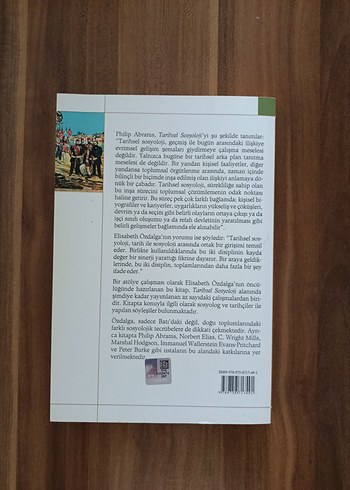 Philip Abrams, Tarihsel Sosyoloji'yi şu şekilde tanımlar:
"Tarihsel sosyoloji, geçmiş ile bugün arasındaki ilişkiye
evrimsel gelişim şemaları giydirmeye çalışma meselesi
değildir. Yalnızca bugüne bir tarihsel arka plan tanıtma
meselesi de değildir. Bir yandan kişisel faaliyetler, diğer
yandansa toplumsal örgütlenme arasında, zaman içinde
bilinçli bir biçimde inşa edilmiş olan ilişkiyi anlamaya dö-
nük bir çabadır. Tarihsel sosyoloji, sürekliliğe sahip olan
bu inşa sürecini toplumsal çözümlemenin odak noktası
haline getirir. Bu süreç pek çok farklı bağlamda; kişisel bi-
yografiler ve kariyerler, uygarlıkların yükseliş ve çöküşleri,
devrim ya da seçim gibi belirli olayların ortaya çıkışı ya da
işçi sınıfı oluşumu ya da refah devletinin yaratılması gibi
belirli gelişmeler bağlamında ele alınabilir".
Elisabeth Özdalga'nın yorumu ise şöyledir: "Tarihsel sos-
yoloji, tarih ile sosyoloji arasında ortak bir girişimi temsil
eder. Birlikte kullanıldıklarında bu iki disiplinin kayda
değer bir sinerji yarattığı fikrine dayanır. Bir araya geldik-
lerinde, bu iki disiplin, toplamlarından daha fazla bir şey
ifade eder."
Bir atölye çalışması olarak Elisabeth Özdalga'nın öncü-
lüğünde hazırlanan bu kitap, Tarihsel Sosyoloji alanında
şimdiye kadar yayınlanan az sayıdaki çalışmalardan biri-
dir. Kitapta konuyla ilgili olarak sosyolog ve tarihçiler ile
yapılan söyleşiler bulunmaktadır.
Özdalga, sadece Batı'daki değil, doğu toplumlarındaki
farklı sosyolojik tecrübelere de dikkati çekmektedir. Ayrı-
ca kitapta Philip Abrams, Norbert Elias, C. Wright Mills,
Marshal Hodgson, Immanuel Wallerstein Evans-Pritchard
ve Peter Burke gibi ustaların bu alandaki katkılarına yer
verilmektedir.